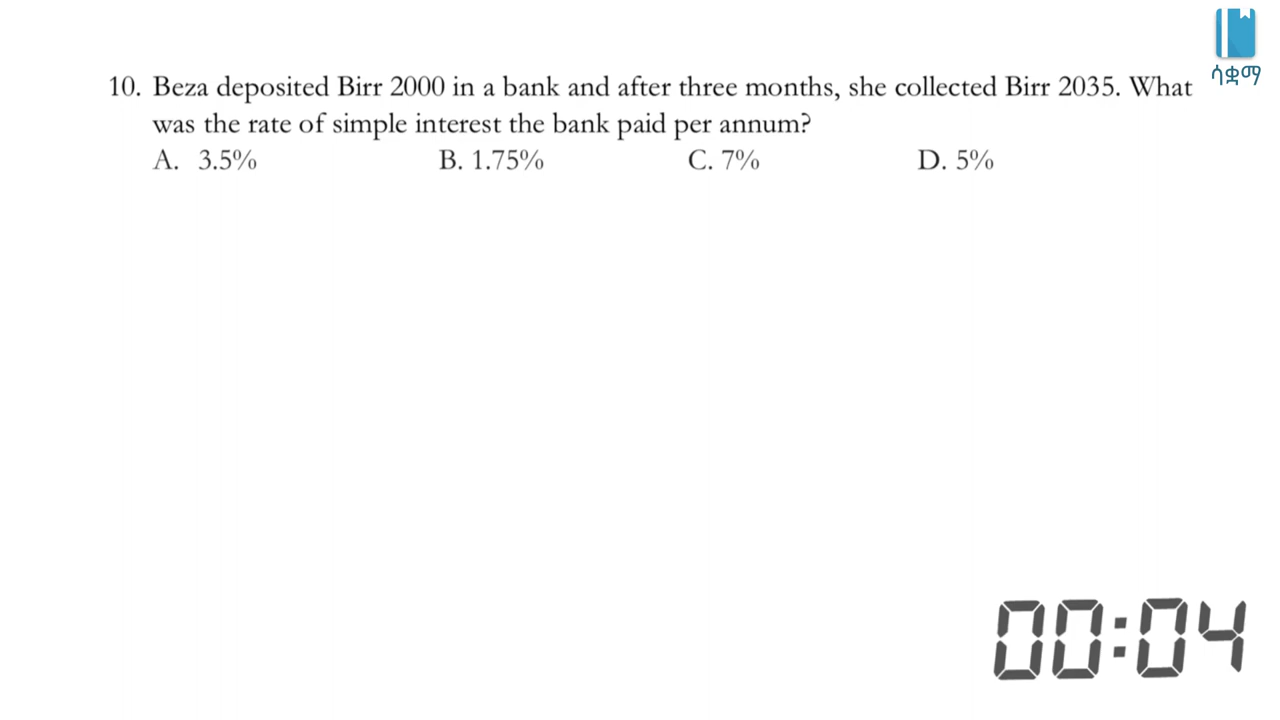 ሳቋማ
10. Beza deposited Birr 2000 in a bank and after three months, she collected Birr 2035. What
was the rate of simple interest the bank paid per annum?
A. 3.5% B. 1.75% C. 7% D. 5%
00:04